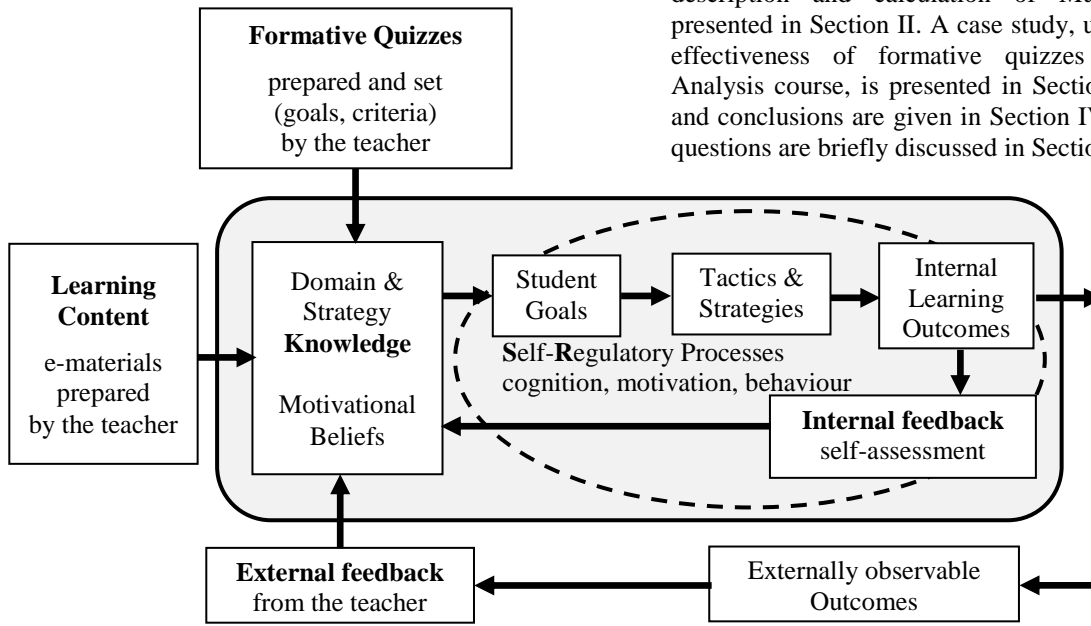 description and calculation of
presented in Section II. A case study,
effectiveness of formative quizzes
Analysis course, is presented in
and conclusions are given in Section
questions are briefly discussed in
Formative Quizzes
prepared and set
(goals, criteria)
by the teacher
Learning
Content
e-materials
prepared
by the teacher
Domain &
Strategy
Knowledge
Motivational
Beliefs
Student
Goals
Tactics &
Strategies
Internal
Learning
Outcomes
Self-Regulatory Processes
cognition, motivation, behaviour
Internal feedback
self-assessment
External feedback
from the teacher
Externally observable
Outcomes